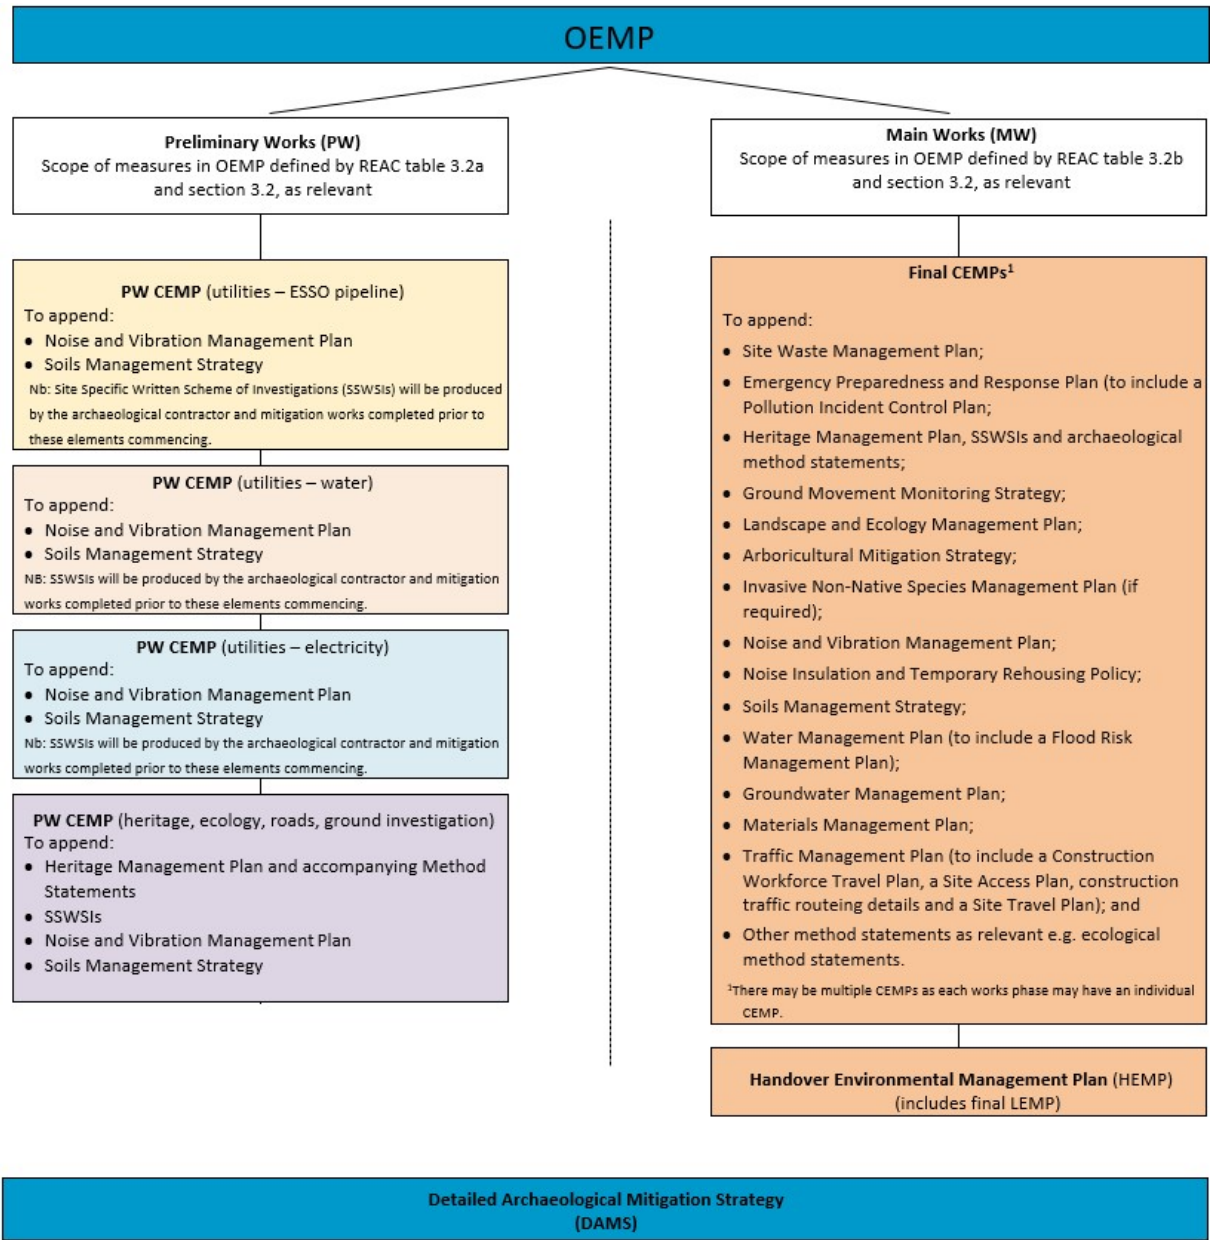 OEMP
Preliminary Works (PW)
Scope of measures in OEMP defined by REAC table 3.2a
and section 3.2, as relevant
PW CEMP (utilities – ESSO pipeline)
To append:
• Noise and Vibration Management Plan
• Soils Management Strategy
Nb: Site Specific Written Scheme of Investigations (SSWSIs) will be produced
by the archaeological contractor and mitigation works completed prior to
these elements commencing.
PW CEMP (utilities – water)
To append:
• Noise and Vibration Management Plan
• Soils Management Strategy
NB: SSWSIs will be produced by the archaeological contractor and mitigation
works completed prior to these elements commencing.
PW CEMP (utilities – electricity)
To append:
• Noise and Vibration Management Plan
• Soils Management Strategy
Nb: SSWSIs will be produced by the archaeological contractor and mitigation
works completed prior to these elements commencing.
PW CEMP (heritage, ecology, roads, ground investigation)
To append:
• Heritage Management Plan and accompanying Method
Statements
• SSWSIs
• Noise and Vibration Management Plan
• Soils Management Strategy
Main Works (MW)
Scope of measures in OEMP defined by REAC table 3.2b
and section 3.2, as relevant
Final CEMPs¹
To append:
• Site Waste Management Plan;
• Emergency Preparedness and Response Plan (to include a
Pollution Incident Control Plan;
• Heritage Management Plan, SSWSIs and archaeological
method statements;
• Ground Movement Monitoring Strategy;
• Landscape and Ecology Management Plan;
• Arboricultural Mitigation Strategy;
• Invasive Non-Native Species Management Plan (if
required);
• Noise and Vibration Management Plan;
• Noise Insulation and Temporary Rehousing Policy;
• Soils Management Strategy;
• Water Management Plan (to include a Flood Risk
Management Plan);
• Groundwater Management Plan;
• Materials Management Plan;
• Traffic Management Plan (to include a Construction
Workforce Travel Plan, a Site Access Plan, construction
traffic routeing details and a Site Travel Plan); and
• Other method statements as relevant e.g. ecological
method statements.
¹There may be multiple CEMPs as each works phase may have an individual
CEMP.
Handover Environmental Management Plan (HEMP)
(includes final LEMP)
Detailed Archaeological Mitigation Strategy
(DAMS)